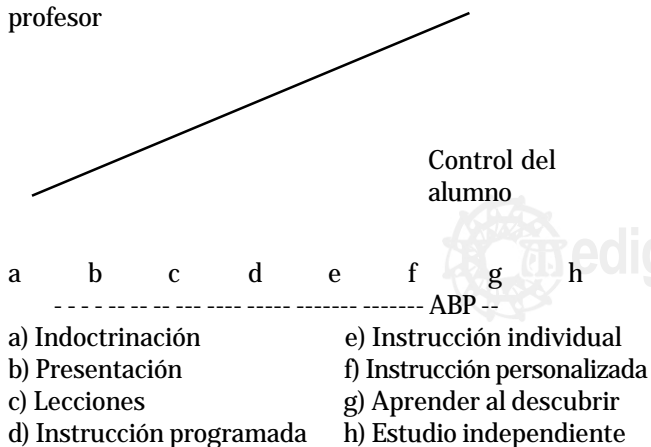 profesor
Control del
alumno
a b c d e f g h
- - - - -- -- -- --- ---- ----- ------- ------- ABP --
a) Indoctrinación e) Instrucción individual
b) Presentación f) Instrucción personalizada
c) Lecciones g) Aprender al descubrir
d) Instrucción programada h) Estudio independiente